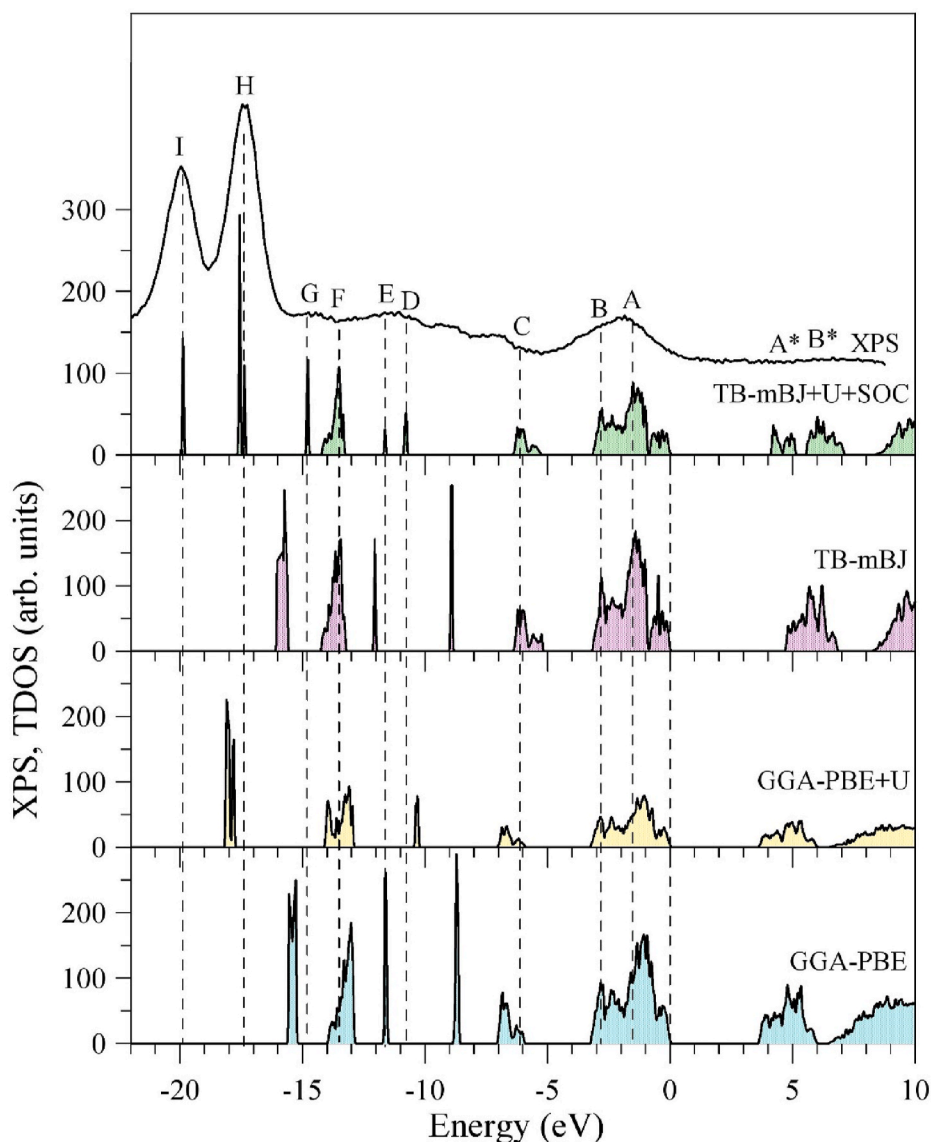 H
I
300
G F E D
200
C
B A
A* B* XPS
100
TB-mBJ+U+SOC
0
200
TB-mBJ
100
0
200
GGA-PBE+U
100
0
200
GGA-PBE
100
0
-20 -15 -10 -5 0 5 10
Energy (eV)
XPS, TDOS (arb. units)